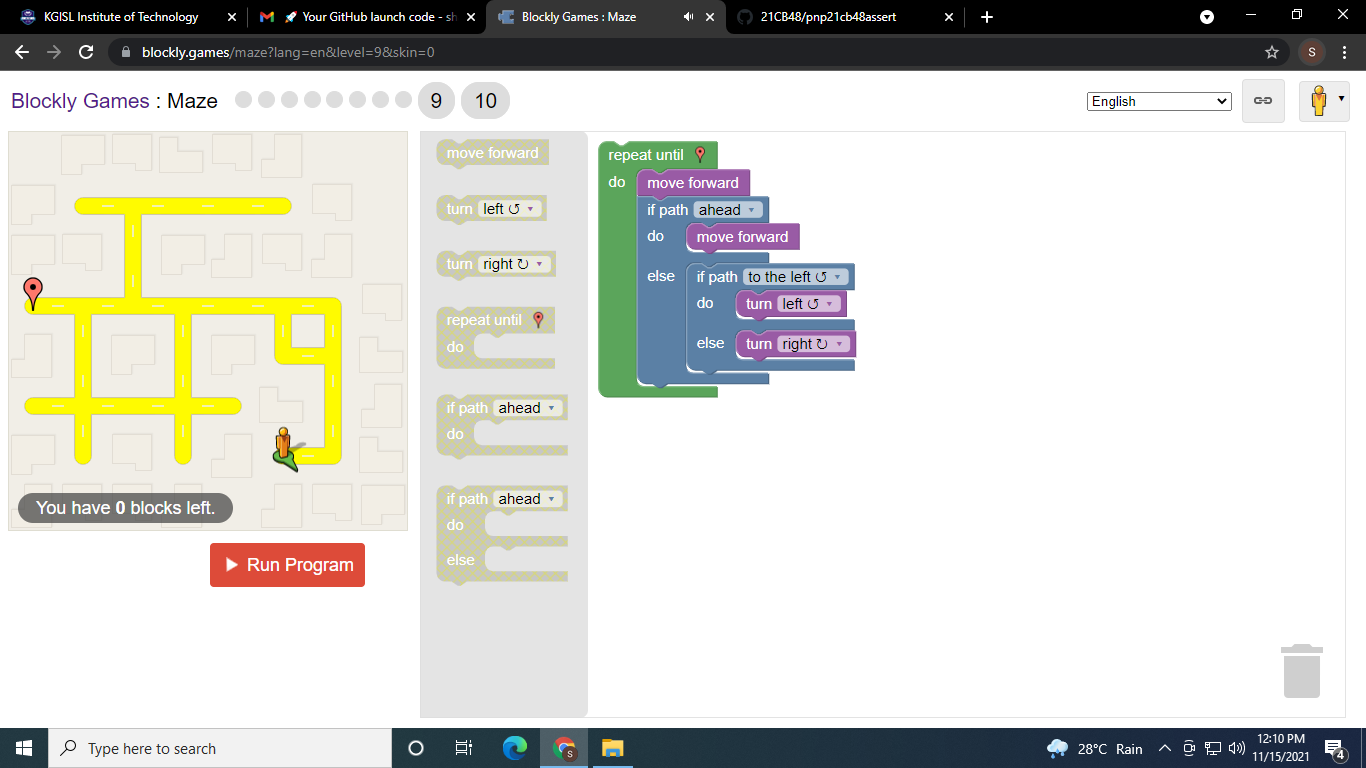 KGISL Institute of Technology
Your GitHub launch code - sh
Blockly Games : Maze
21CB48/pnp21cb48assert
blockly.games/maze?lang=en&level=9&skin=0
S
Blockly Games : Maze
9
10
English
move forward
turn left ↺
turn right ↻
repeat until
do
if path ahead
do
if path ahead
do
else
repeat until
do
move forward
if path ahead
do
move forward
else
if path to the left ↺
do
turn left ↺
else
turn right ↻
You have 0 blocks left.
Run Program
Type here to search
S
28°C Rain
12:10 PM
11/15/2021
4